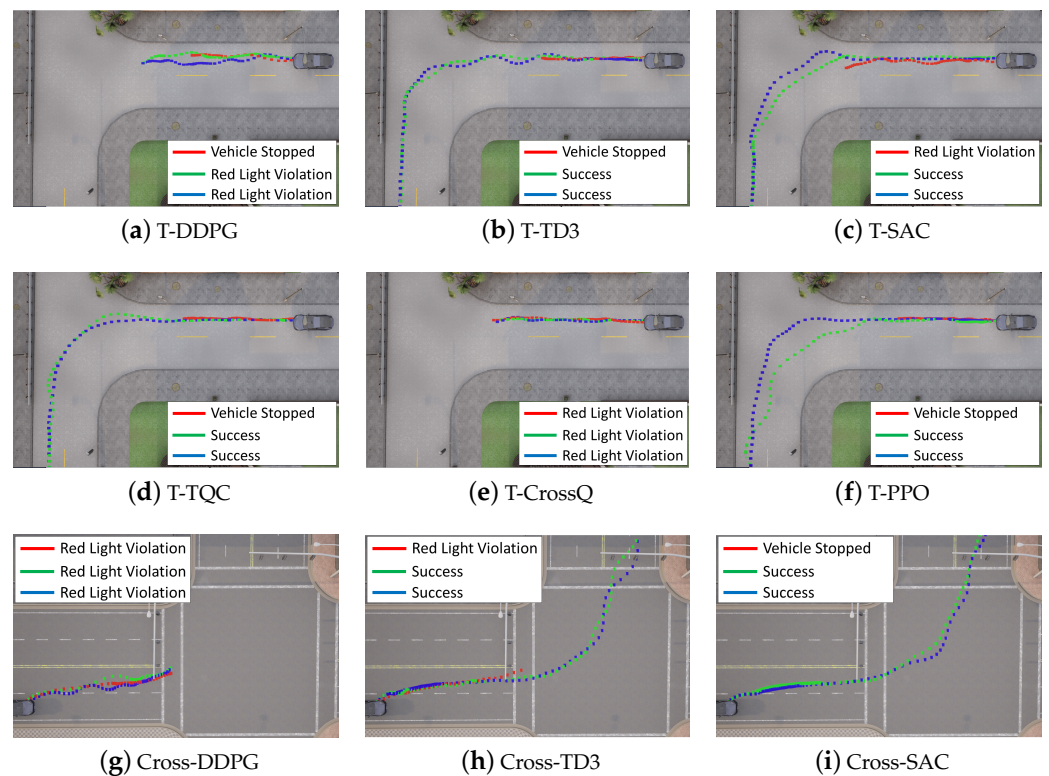 Vehicle Stopped
Red Light Violation
Red Light Violation
(a) T-DDPG
Vehicle Stopped
Success
Success
(b) T-TD3
Red Light Violation
Success
Success
(c) T-SAC
Vehicle Stopped
Success
Success
(d) T-TQC
Red Light Violation
Red Light Violation
Red Light Violation
(e) T-CrossQ
Vehicle Stopped
Success
Success
(f) T-PPO
Red Light Violation
Red Light Violation
Red Light Violation
(g) Cross-DDPG
Red Light Violation
Success
Success
(h) Cross-TD3
Vehicle Stopped
Success
Success
(i) Cross-SAC